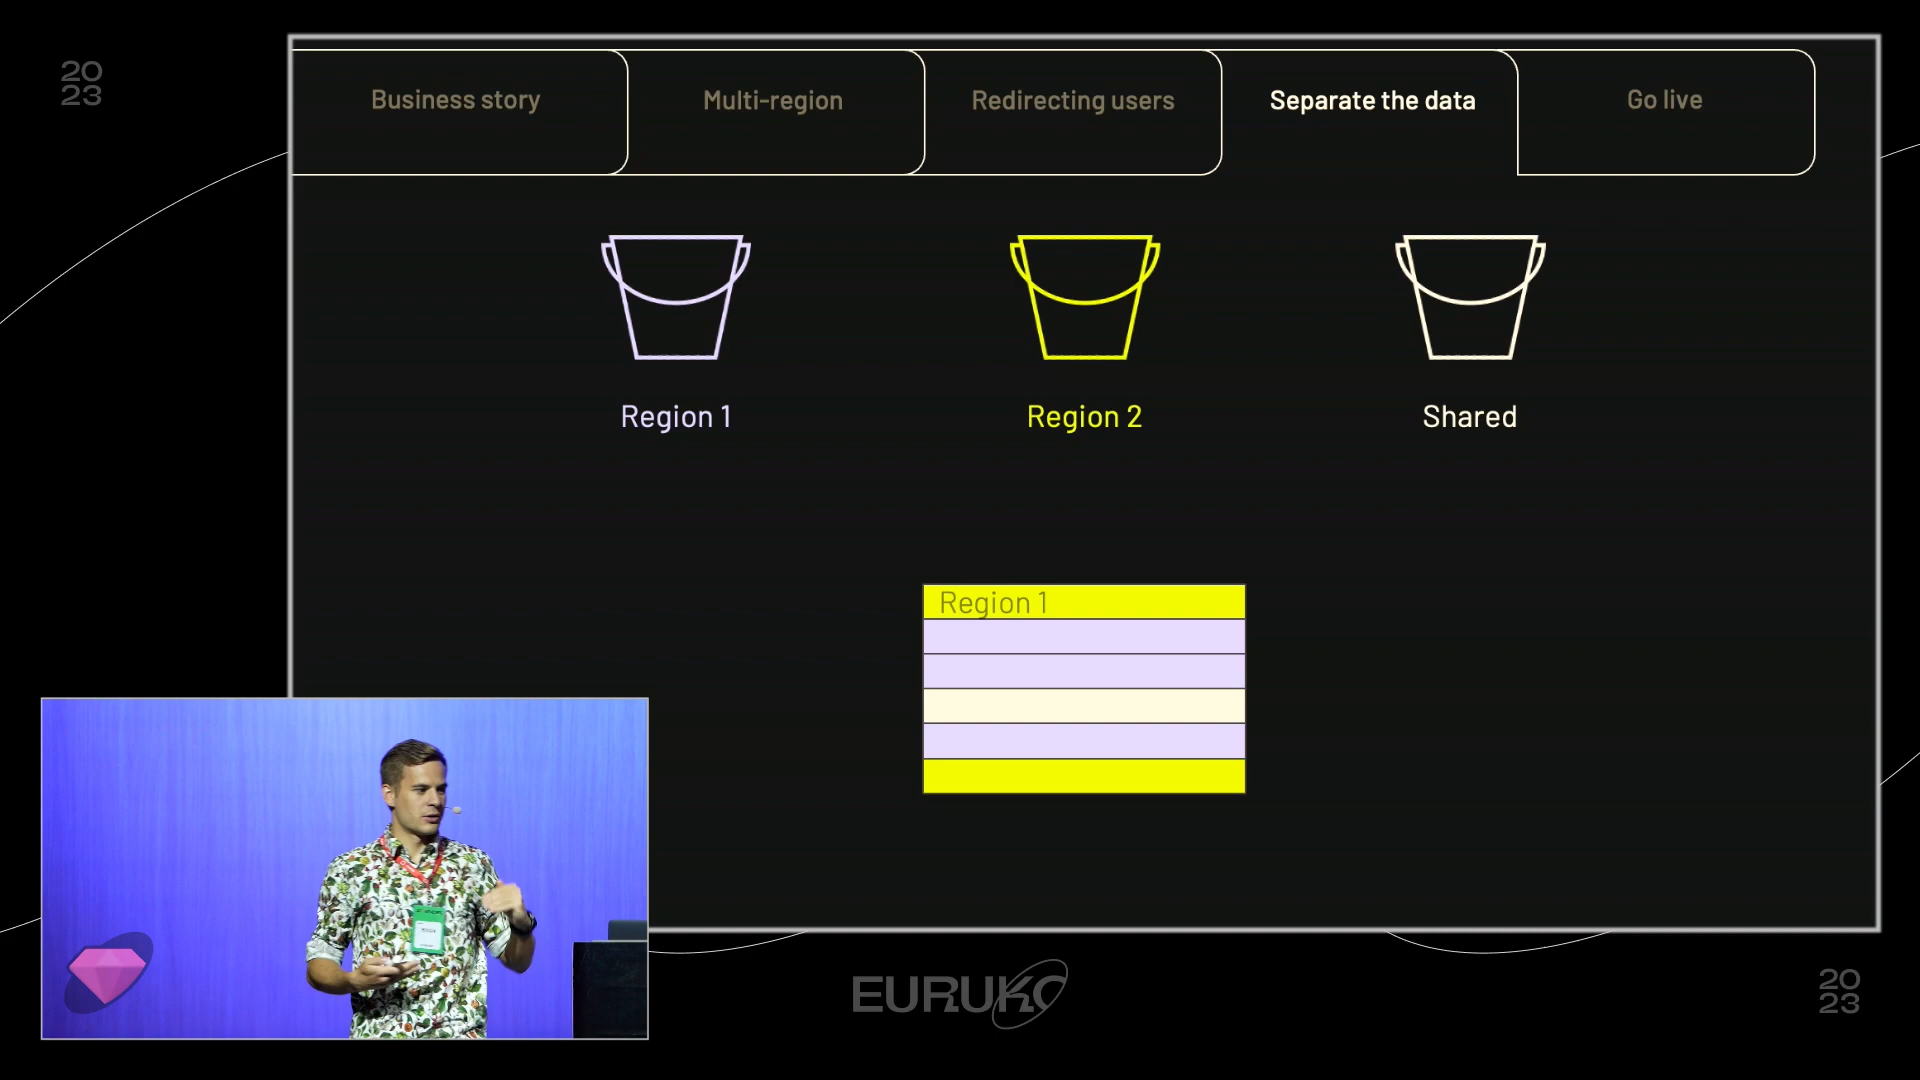 20
23
Business story
Multi-region
Redirecting users
Separate the data
Go live
Region 1
Region 2
Shared
Region 1
EURUKO
20
23